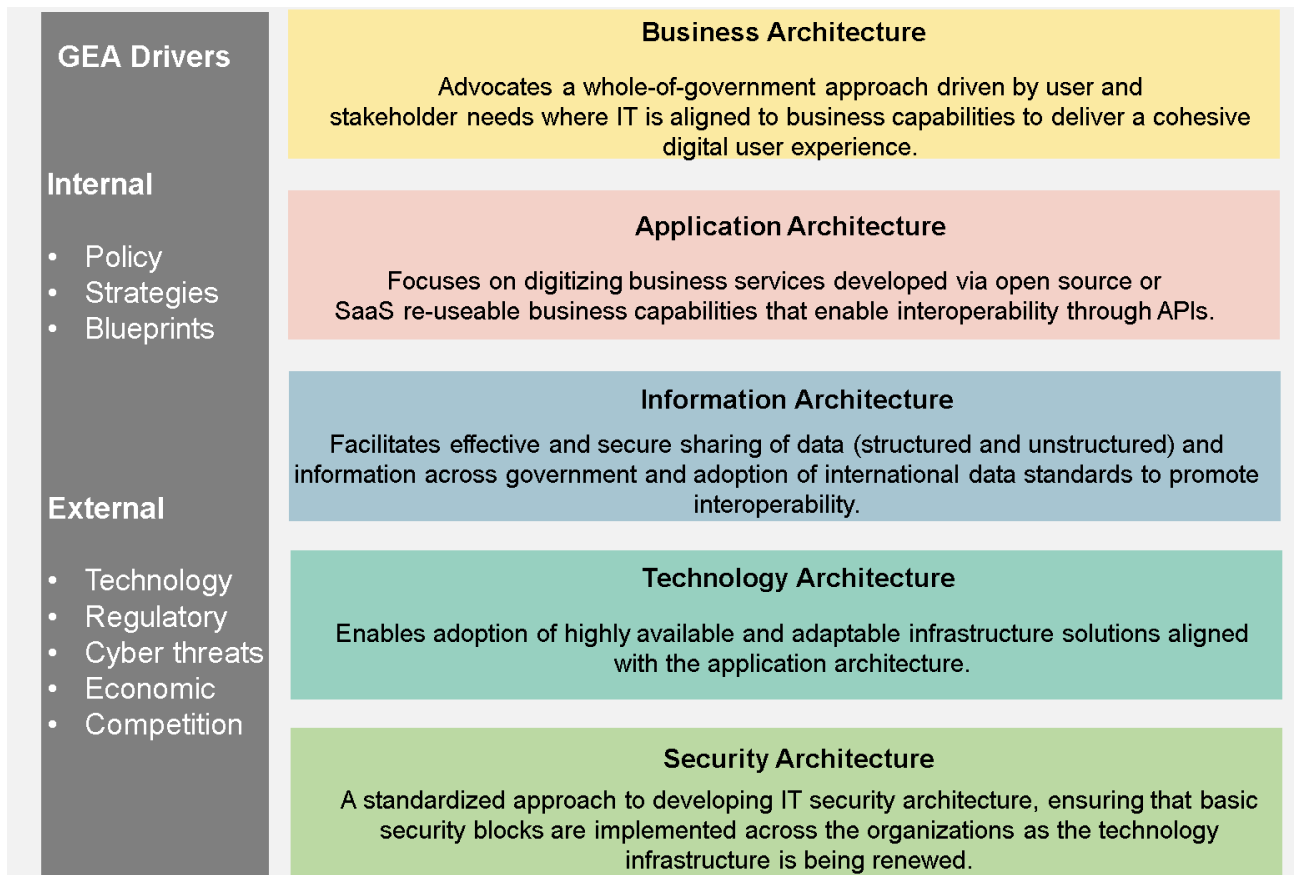 GEA Drivers
Internal
• Policy
• Strategies
• Blueprints
External
• Technology
• Regulatory
• Cyber threats
• Economic
• Competition
Business Architecture
Advocates a whole-of-government approach driven by user and
stakeholder needs where IT is aligned to business capabilities to deliver a cohesive
digital user experience.
Application Architecture
Focuses on digitizing business services developed via open source or
SaaS re-useable business capabilities that enable interoperability through APIs.
Information Architecture
Facilitates effective and secure sharing of data (structured and unstructured) and
information across government and adoption of international data standards to promote
interoperability.
Technology Architecture
Enables adoption of highly available and adaptable infrastructure solutions aligned
with the application architecture.
Security Architecture
A standardized approach to developing IT security architecture, ensuring that basic
security blocks are implemented across the organizations as the technology
infrastructure is being renewed.